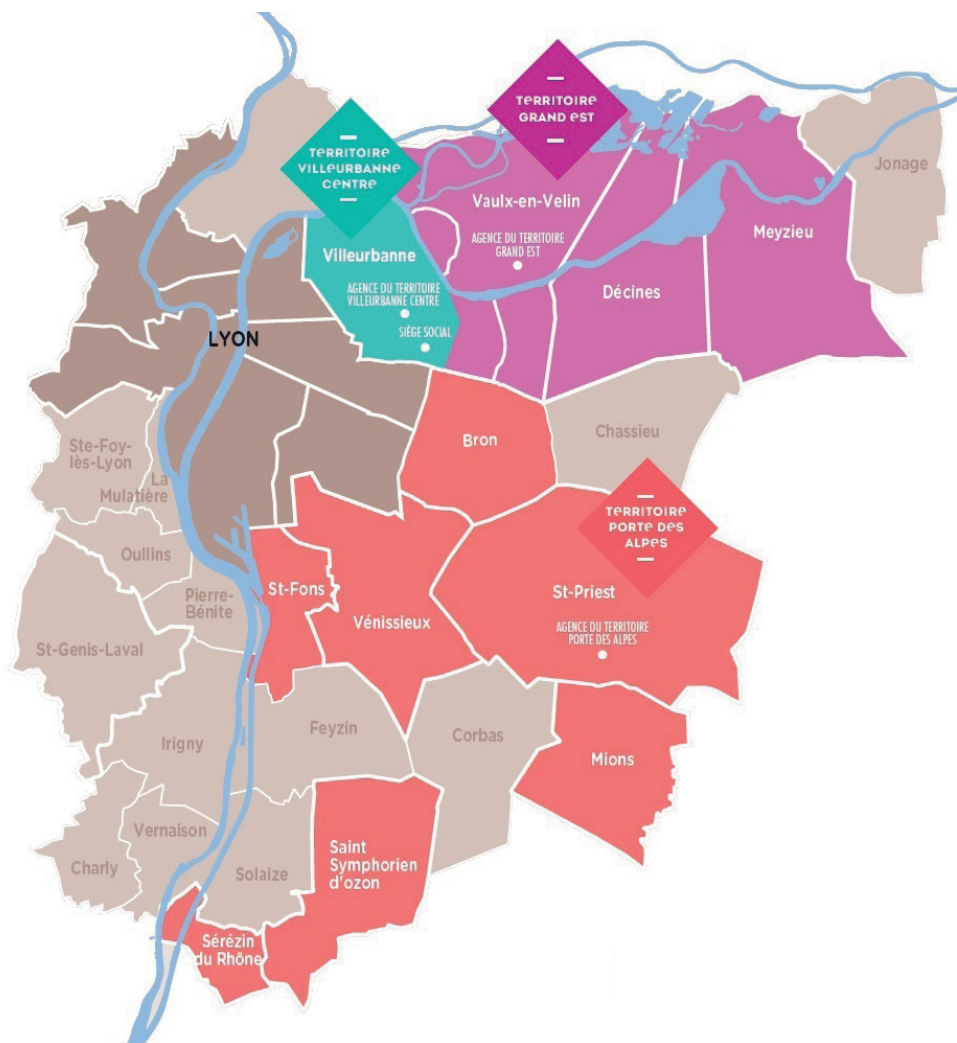 TERRITOIRE
GRAND EST
TERRITOIRE
VILLEURBANNE
CENTRE
Jonage
Vaulx-en-Velin
AGENCE DU TERRITOIRE
GRAND EST
Meyzieu
Villeurbanne
AGENCE DU TERRITOIRE
VILLEURBANNE CENTRE
SIÈGE SOCIAL
Décines
LYON
Ste-Foy-
lès-Lyon
La
Mulatière
Bron
Chassieu
TERRITOIRE
PORTE DES
ALPES
Oullins
Pierre-
Bénite
St-Fons
Vénissieux
St-Priest
AGENCE DU TERRITOIRE
PORTE DES ALPES
St-Genis-Laval
Irigny
Feyzin
Corbas
Mions
Vernaison
Charly
Solaize
Saint
Symphorien
d'ozon
Sérézin
du Rhône